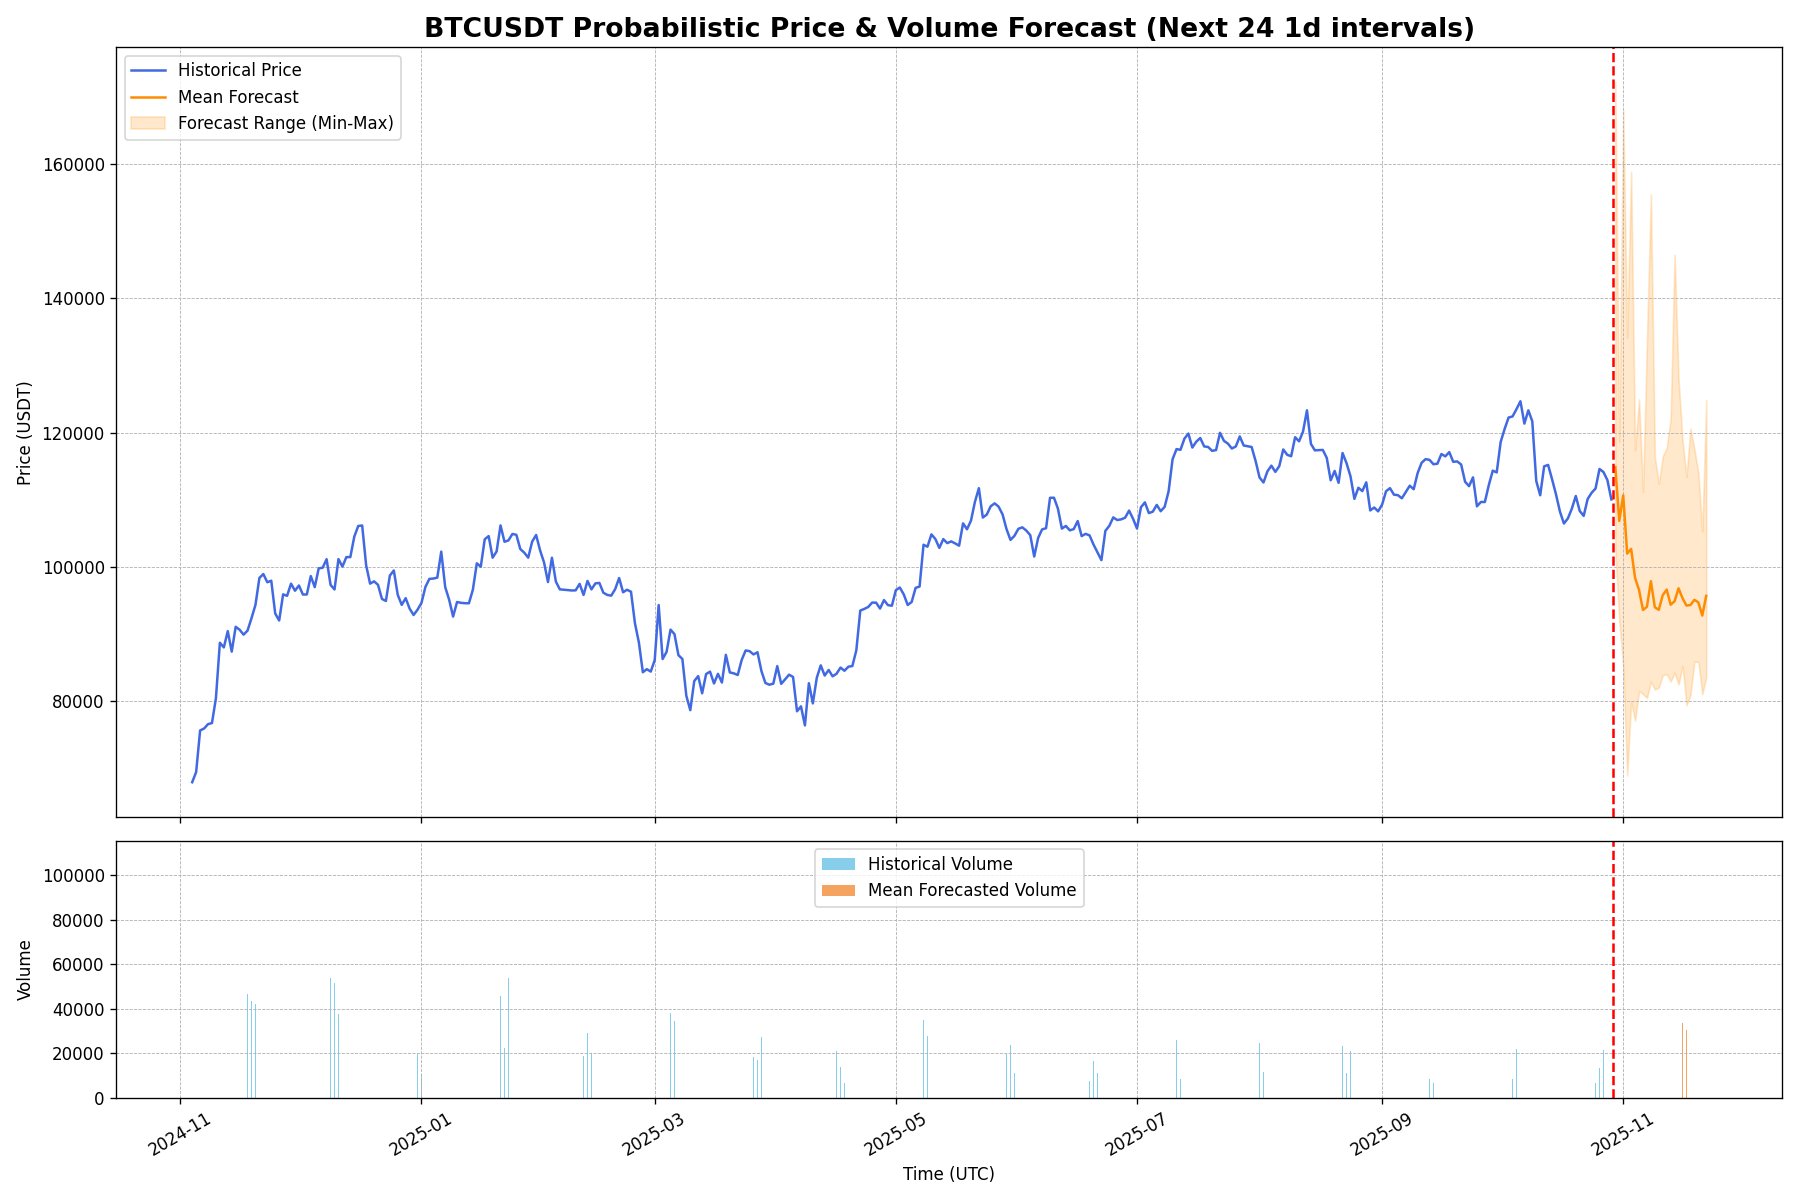 BTCUSDT Probabilistic Price & Volume Forecast (Next 24 1d intervals)
Historical Price
Mean Forecast
Forecast Range (Min-Max)
160000
140000
120000
100000
80000
Price (USDT)
Historical Volume
Mean Forecasted Volume
100000
80000
60000
40000
20000
0
Volume
2024-11
2025-01
2025-03
2025-05
2025-07
2025-09
2025-11
Time (UTC)